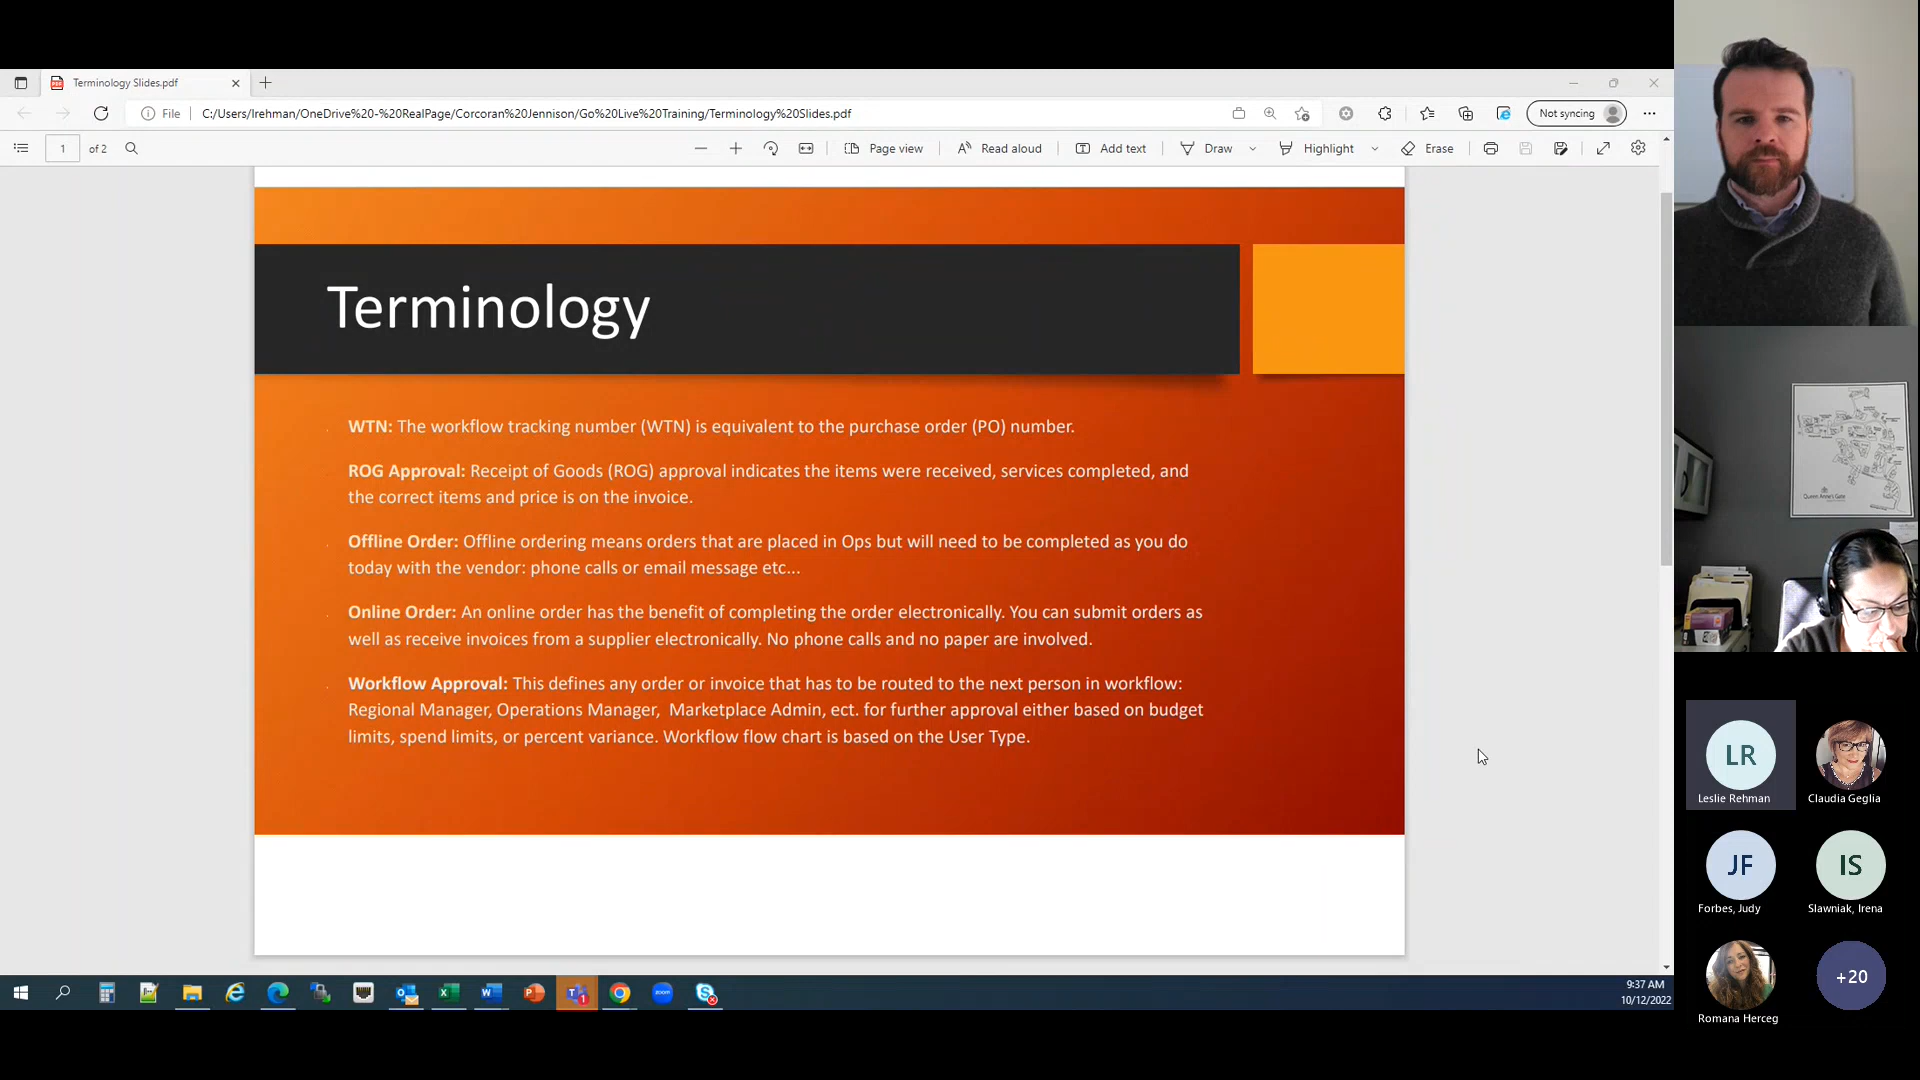 Terminology Slides.pdf
File
C:/Users/lrehman/OneDrive%20-%20RealPage/Corcoran%20Jennison/Go%20Live%20Training/Terminology%20Slides.pdf
Not syncing
1 of 2
Page view
Read aloud
Add text
Draw
Highlight
Erase
Terminology
WTN: The workflow tracking number (WTN) is equivalent to the purchase order (PO) number.
ROG Approval: Receipt of Goods (ROG) approval indicates the items were received, services completed, and
the correct items and price is on the invoice.
Offline Order: Offline ordering means orders that are placed in Ops but will need to be completed as you do
today with the vendor: phone calls or email message etc...
Online Order: An online order has the benefit of completing the order electronically. You can submit orders as
well as receive invoices from a supplier electronically. No phone calls and no paper are involved.
Workflow Approval: This defines any order or invoice that has to be routed to the next person in workflow:
Regional Manager, Operations Manager, Marketplace Admin, ect. for further approval either based on budget
limits, spend limits, or percent variance. Workflow flow chart is based on the User Type.
Queen Anne's Gate
LR
Leslie Rehman
Claudia Geglia
JF
Forbes, Judy
IS
Slawniak, Irena
Romana Herceg
+20
zoom
1
9:37 AM
10/12/2022